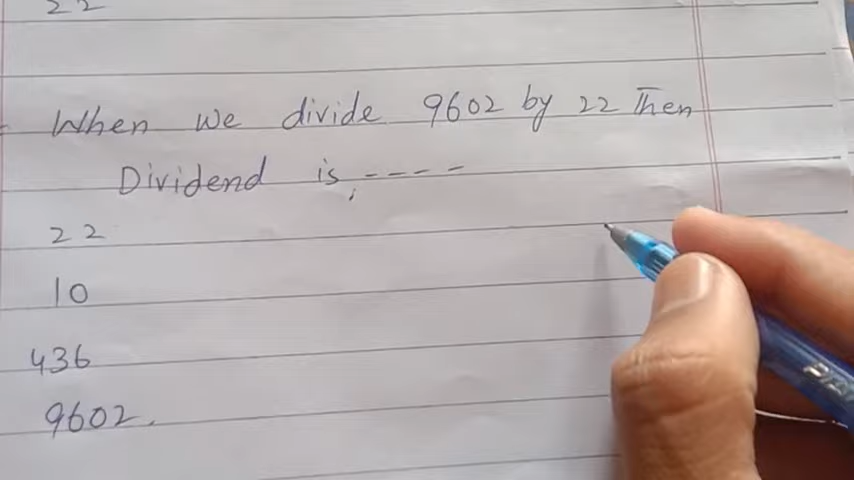 22
When we divide 9602 by 22 Then
Dividend is, ----
22
10
436
9602.